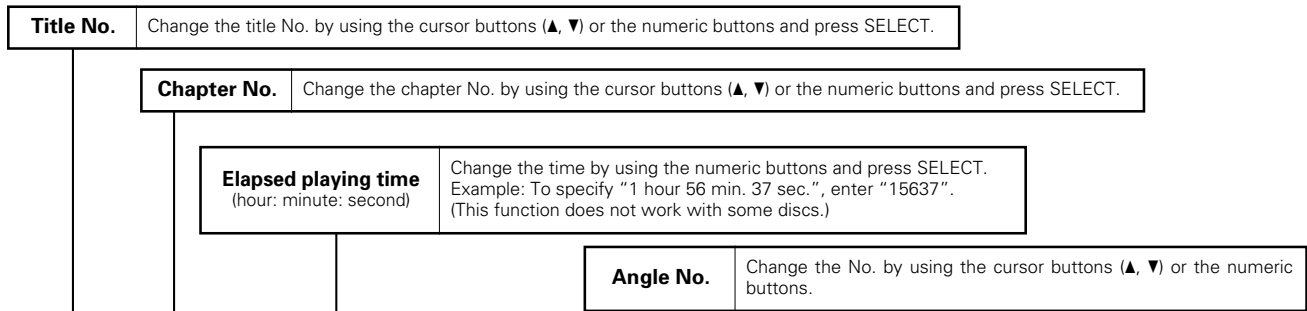 Title No. Change the title No. by using the cursor buttons (▲, ▼) or the numeric buttons and press SELECT.
Chapter No. Change the chapter No. by using the cursor buttons (▲, ▼) or the numeric buttons and press SELECT.
Elapsed playing time
(hour: minute: second)
Change the time by using the numeric buttons and press SELECT.
Example: To specify “1 hour 56 min. 37 sec.”, enter “15637”.
(This function does not work with some discs.)
Angle No.
Change the No. by using the cursor buttons (▲, ▼) or the numeric
buttons.